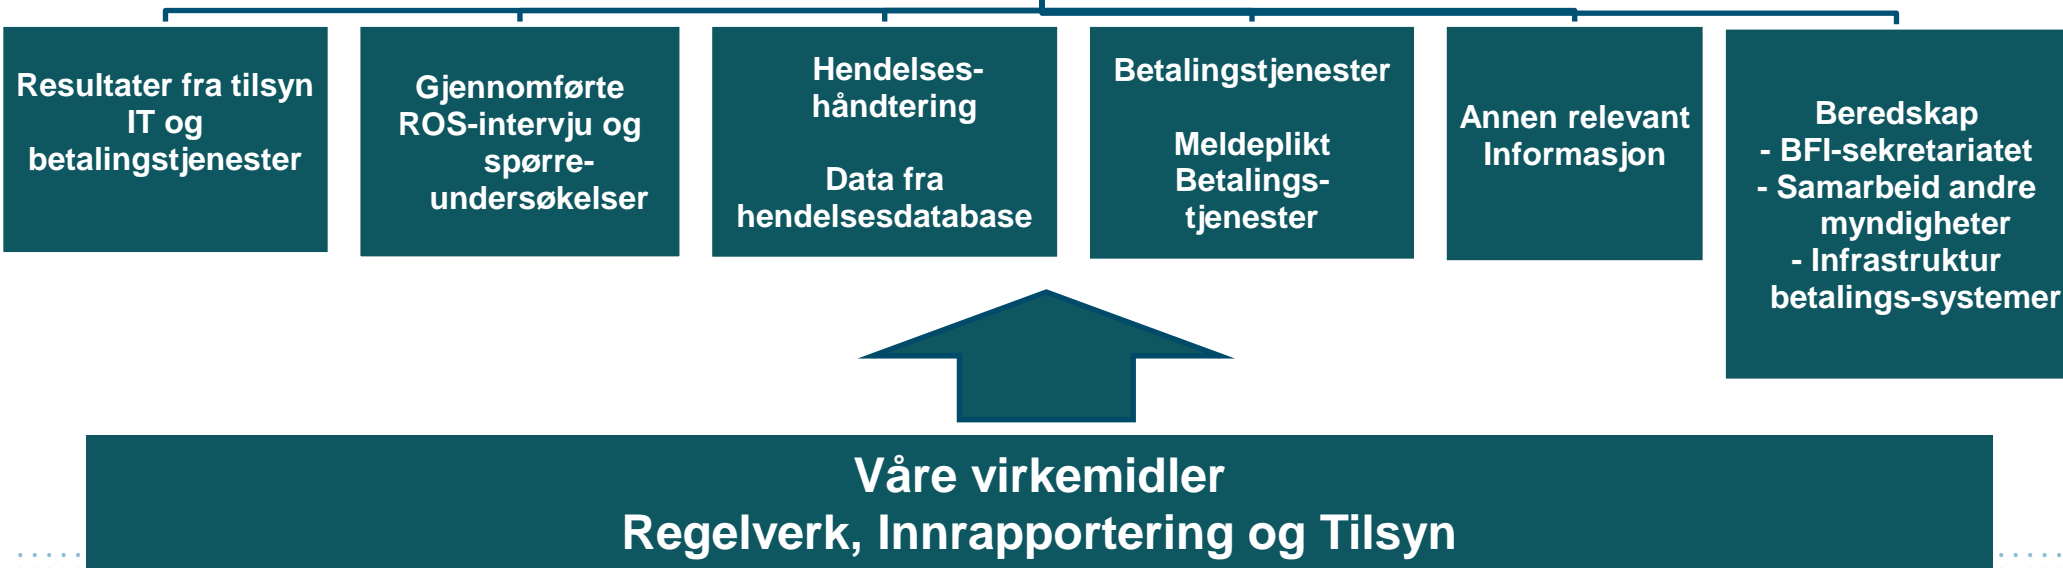 Resultater fra tilsyn
IT og
betalingstjenester
Gjennomførte
ROS-intervju og
spørre-
undersøkelser
Hendelses-
håndtering
Data fra
hendelsesdatabase
Betalingstjenester
Meldeplikt
Betalings-
tjenester
Annen relevant
Informasjon
Beredskap
- BFI-sekretariatet
- Samarbeid andre
myndigheter
- Infrastruktur
betalings-systemer
Våre virkemidler
Regelverk, Innrapportering og Tilsyn